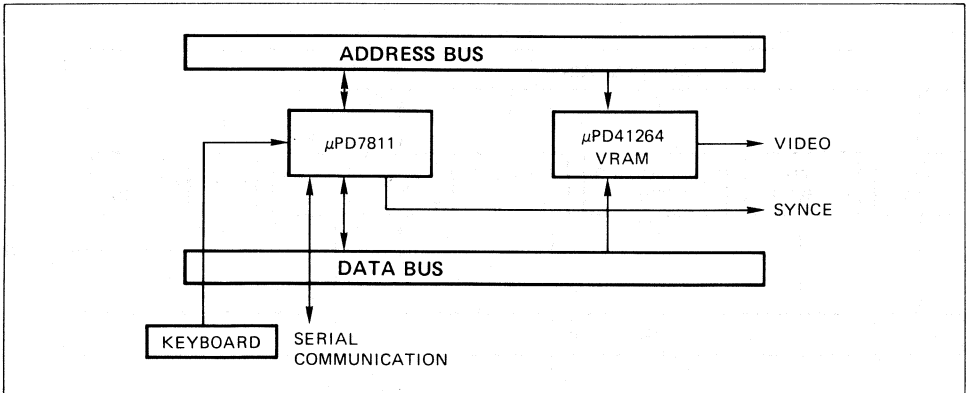 ADDRESS BUS
μPD7811
μPD41264
VRAM
VIDEO
SYNCE
DATA BUS
KEYBOARD
SERIAL
COMMUNICATION